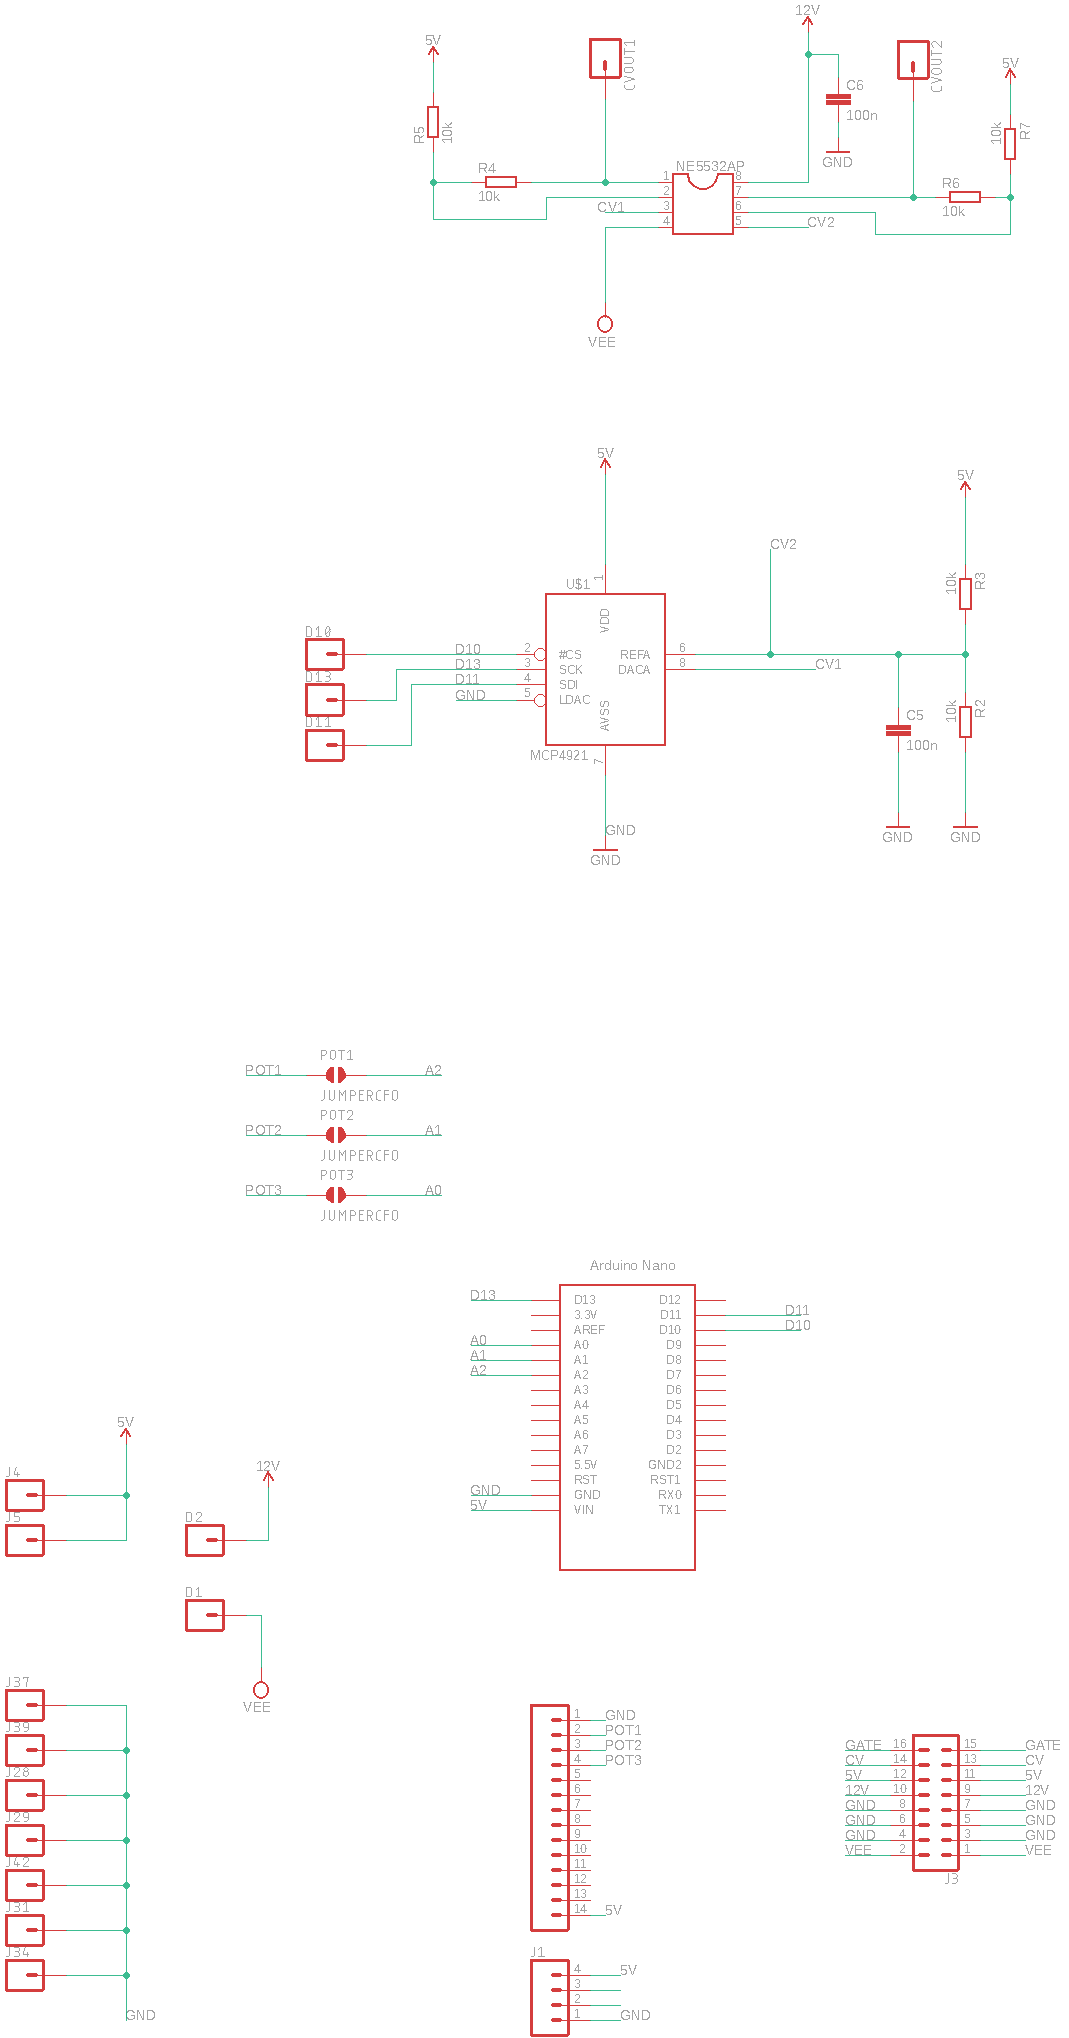 12V
5V
CVOUT1
CVOUT2
5V
C6
100n
R5
10k
10k
R7
GND
NE5532AP
R4
10k
1
8
2
7
3
6
4
5
CV1
CV2
R6
10k
VEE
5V
5V
CV2
U$1
1
VDD
10k
R3
D10
D10
2
#CS
REFA
6
D13
3
SCK
DACA
8
CV1
D13
D11
4
SDI
GND
5
LDAC
D11
AVSS
MCP4921
7
C5
100n
10k
R2
GND
GND
GND
GND
POT1
POT1
A2
JUMPERCFO
POT2
POT2
A1
JUMPERCFO
POT3
POT3
A0
JUMPERCFO
Arduino Nano
D13
D13
D12
3.3V
D11
D11
AREF
D10
D10
A0
A0
D9
A1
A1
D8
A2
A2
D7
A3
D6
A4
D5
A5
D4
A6
D3
A7
D2
5.5V
GND2
RST
RST1
GND
GND
RX0
5V
VIN
TX1
5V
J4
J5
12V
D2
D1
VEE
J37
J39
J28
J29
J42
J31
J34
GND
1
GND
2
POT1
3
POT2
4
POT3
5
6
7
8
9
10
11
12
13
14
5V
J1
4
5V
3
2
1
GND
GATE
16
15
GATE
CV
14
13
CV
5V
12
11
5V
12V
10
9
12V
GND
8
7
GND
GND
6
5
GND
GND
4
3
GND
VEE
2
1
VEE
J3